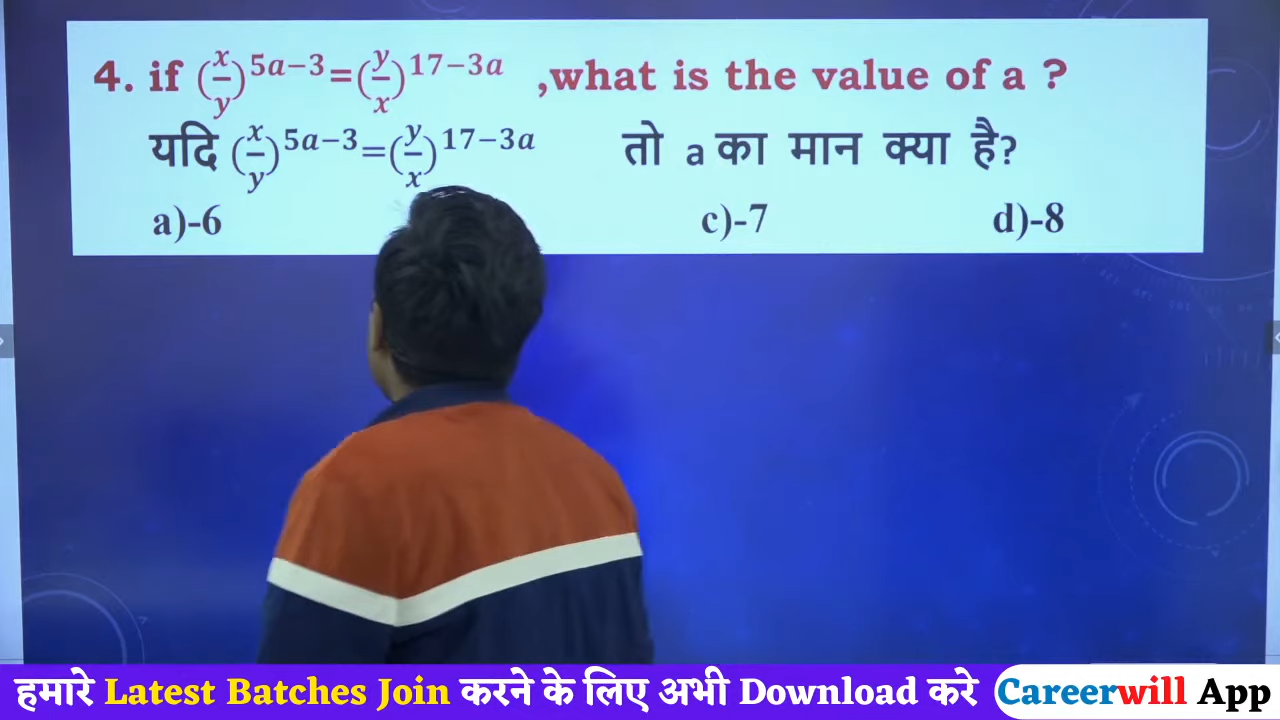 4. if (x/y)^5a−3=(y/x)^17−3a ,what is the value of a ?
यदि (x/y)^5a−3=(y/x)^17−3a तो a का मान क्या है?
a)-6 c)-7 d)-8
हमारे Latest Batches Join करने के लिए अभी Download करे Careerwill App